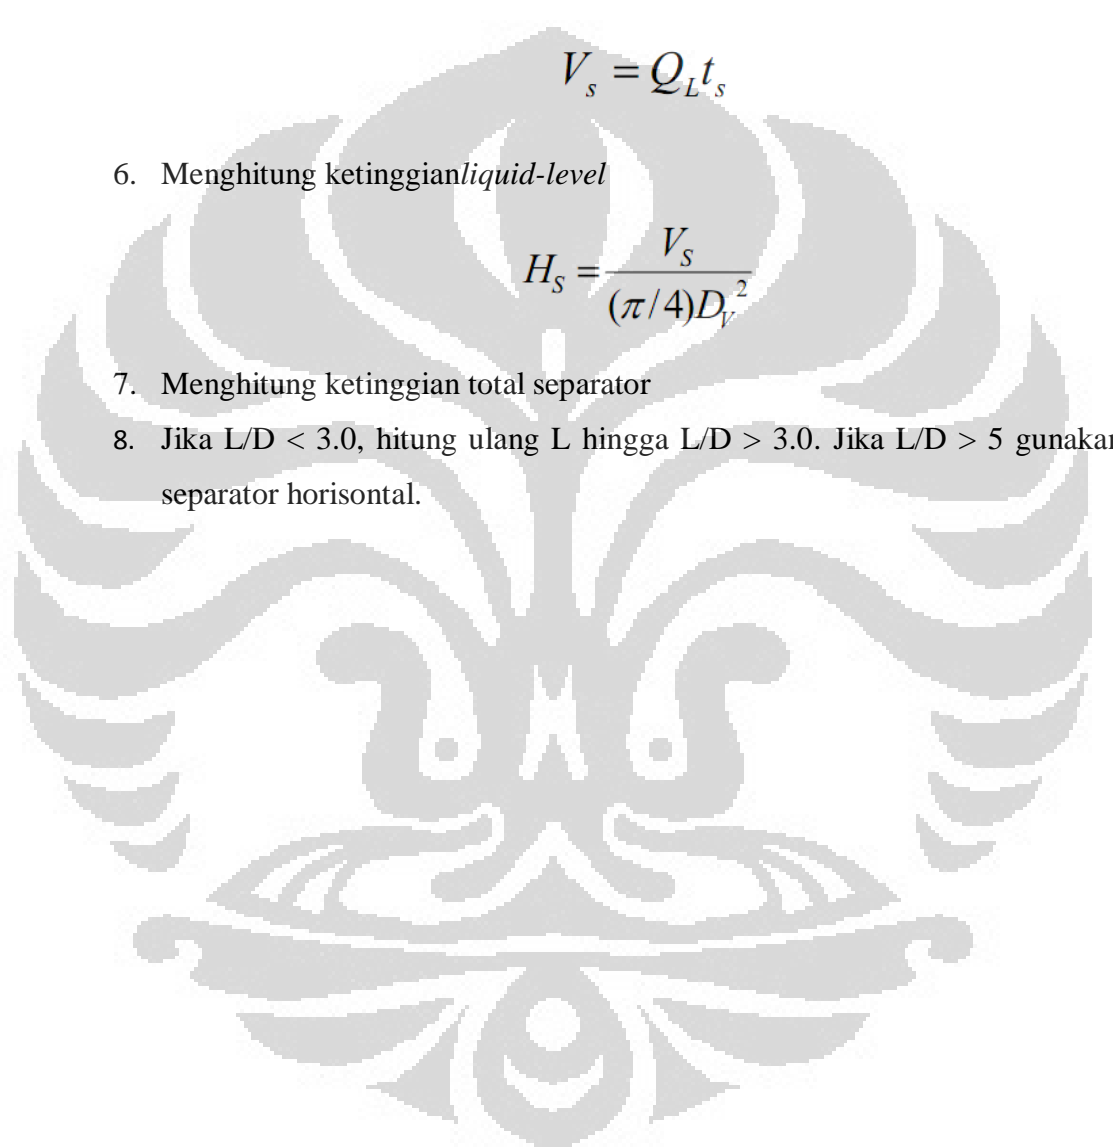 V_s = Q_L t_s
6. Menghitung ketinggianliquid-level
H_S = V_S / (π/4)D_V^2
7. Menghitung ketinggian total separator
8. Jika L/D < 3.0, hitung ulang L hingga L/D > 3.0. Jika L/D > 5 gunakan
separator horisontal.